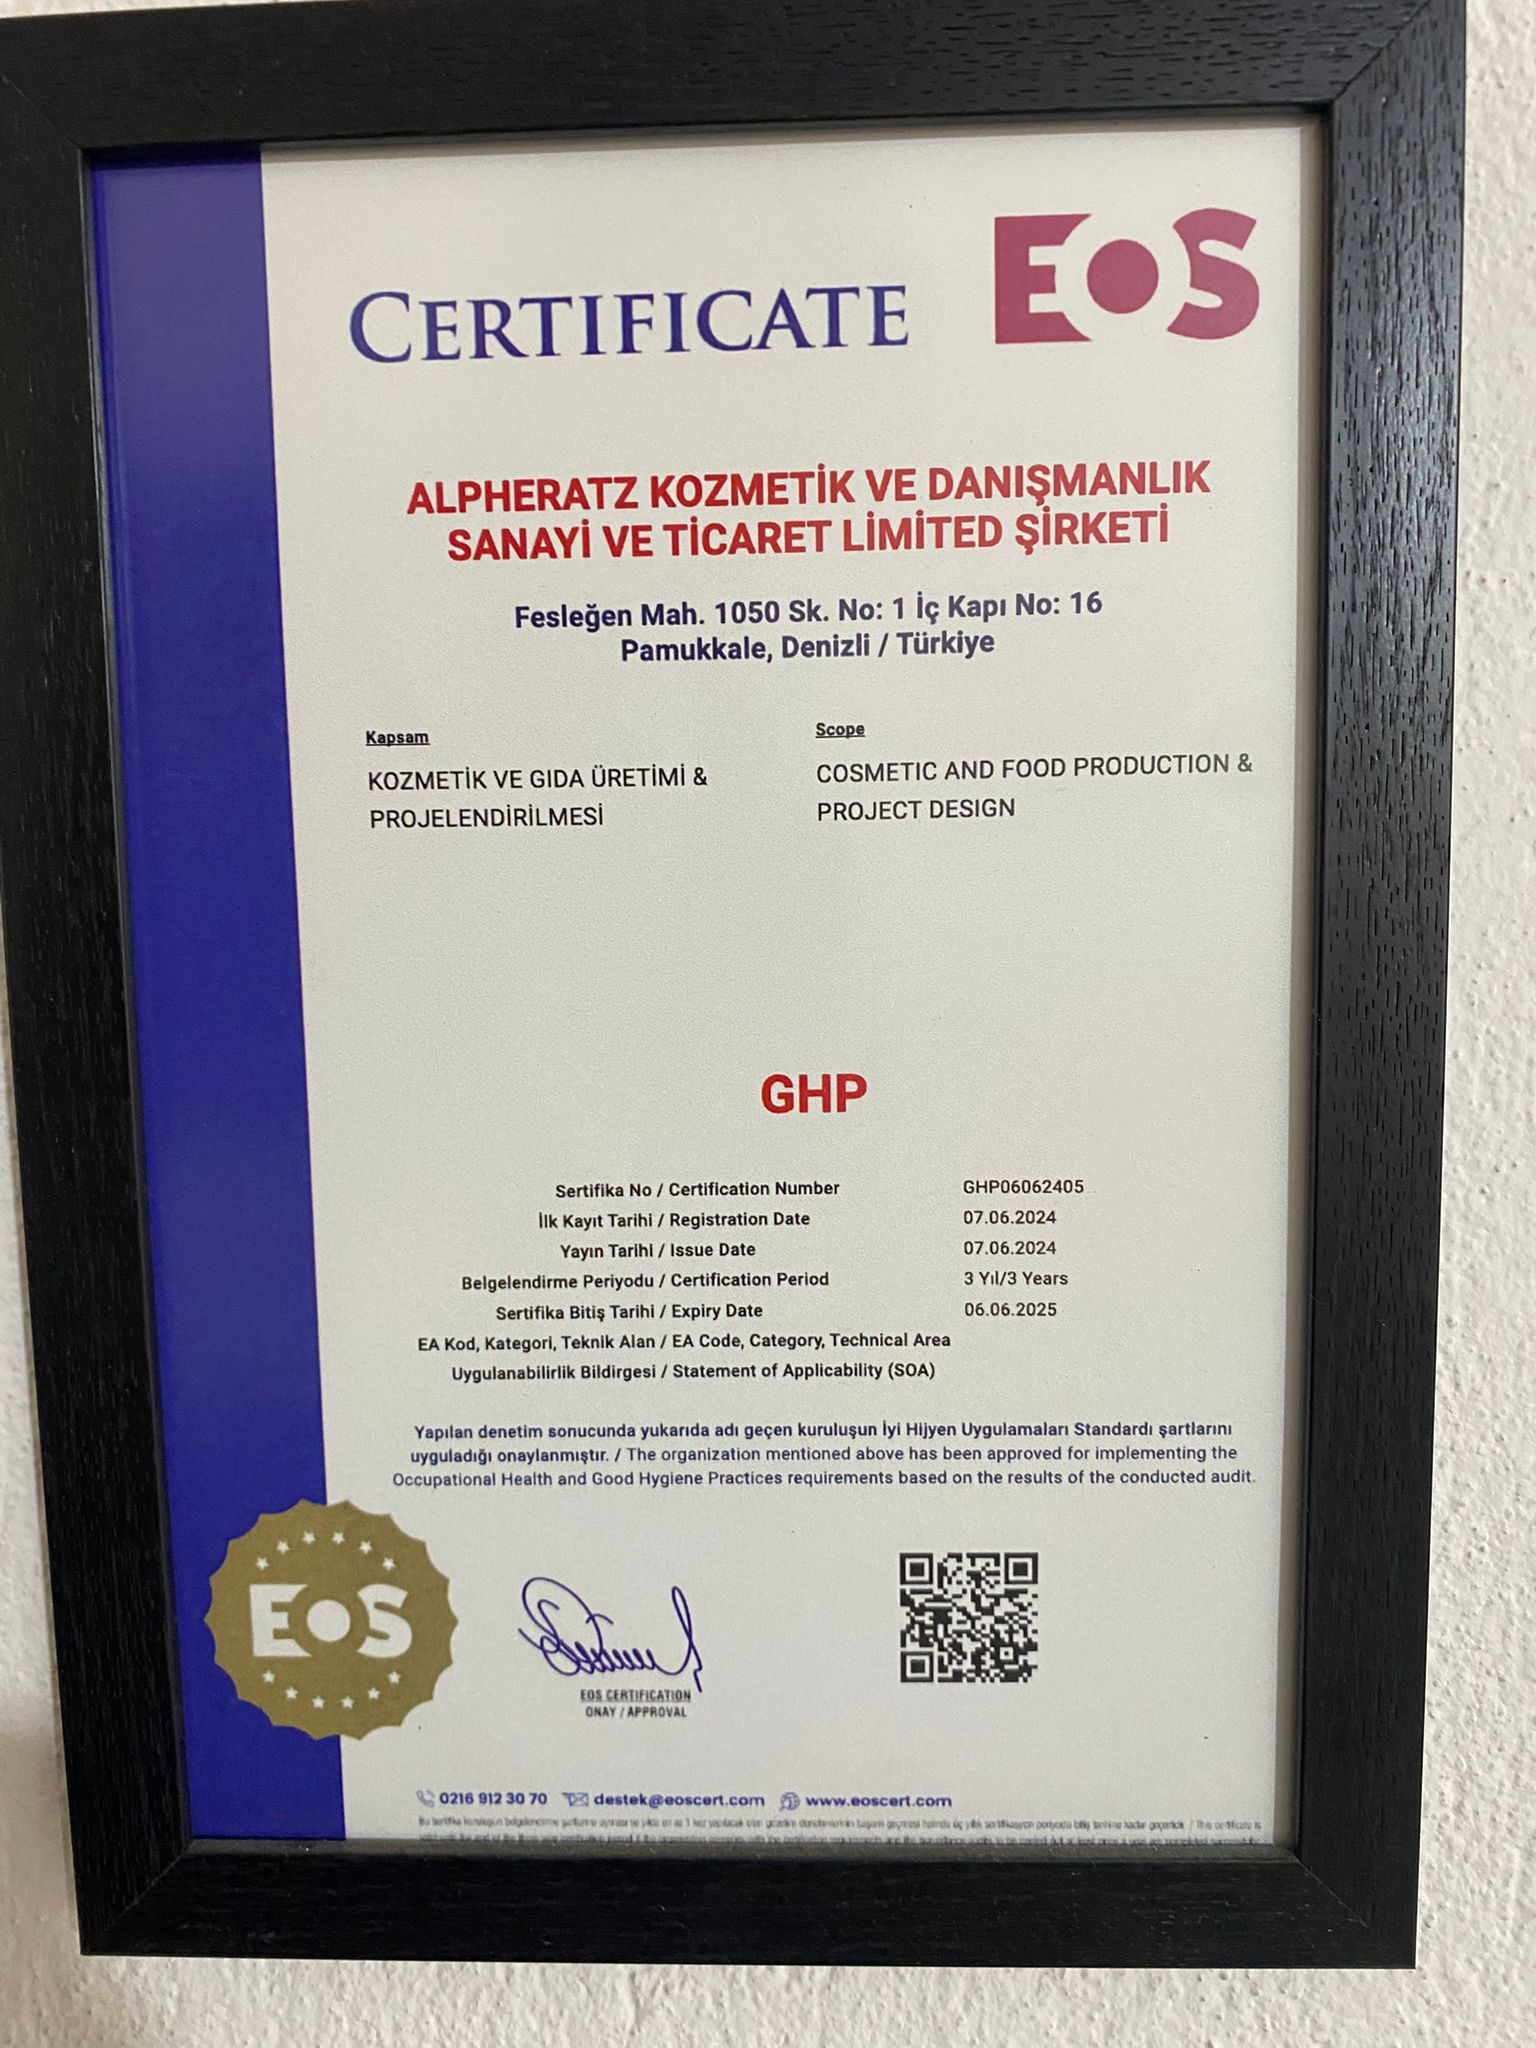 CERTIFICATE
EOS
ALPHERATZ KOZMETİK VE DANIŞMANLIK
SANAYİ VE TİCARET LİMİTED ŞİRKETİ
Fesleğen Mah. 1050 Sk. No: 1 İç Kapı No: 16
Pamukkale, Denizli / Türkiye
Kapsam
KOZMETİK VE GIDA ÜRETİMİ &
PROJELENDİRİLMESİ
Scope
COSMETIC AND FOOD PRODUCTION &
PROJECT DESIGN
GHP
Sertifika No / Certification Number GHP06062405
İlk Kayıt Tarihi / Registration Date 07.06.2024
Yayın Tarihi / Issue Date 07.06.2024
Belgelendirme Periyodu / Certification Period 3 Yıl/3 Years
Sertifika Bitiş Tarihi / Expiry Date 06.06.2025
EA Kod, Kategori, Teknik Alan / EA Code, Category, Technical Area
Uygulanabilirlik Bildirgesi / Statement of Applicability (SOA)
Yapılan denetim sonucunda yukarıda adı geçen kuruluşun İyi Hijyen Uygulamaları Standardı şartlarını
uyguladığı onaylanmıştır. / The organization mentioned above has been approved for implementing the
Occupational Health and Good Hygiene Practices requirements based on the results of the conducted audit.
EOS
EOS CERTIFICATION
ONAY / APPROVAL
0216 912 30 70 destek@eoscert.com www.eoscert.com